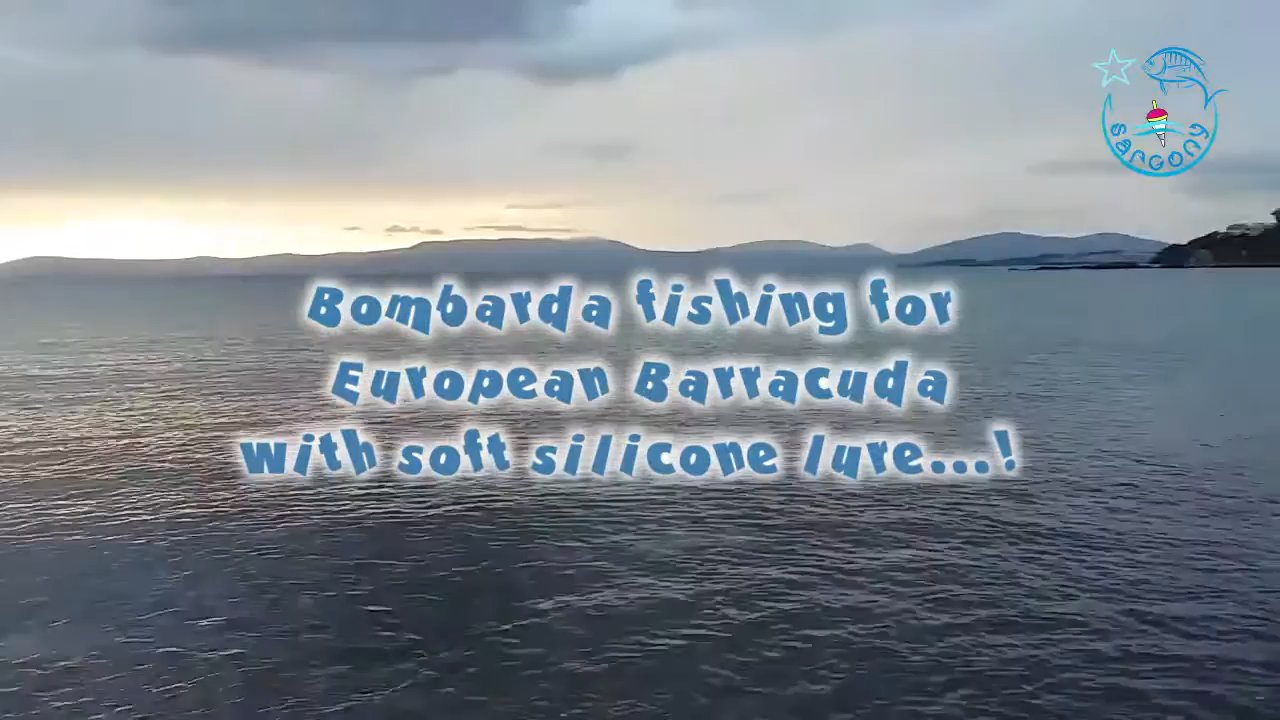 sargony
Bombarda fishing for
European Barracuda
with soft silicone lure...!